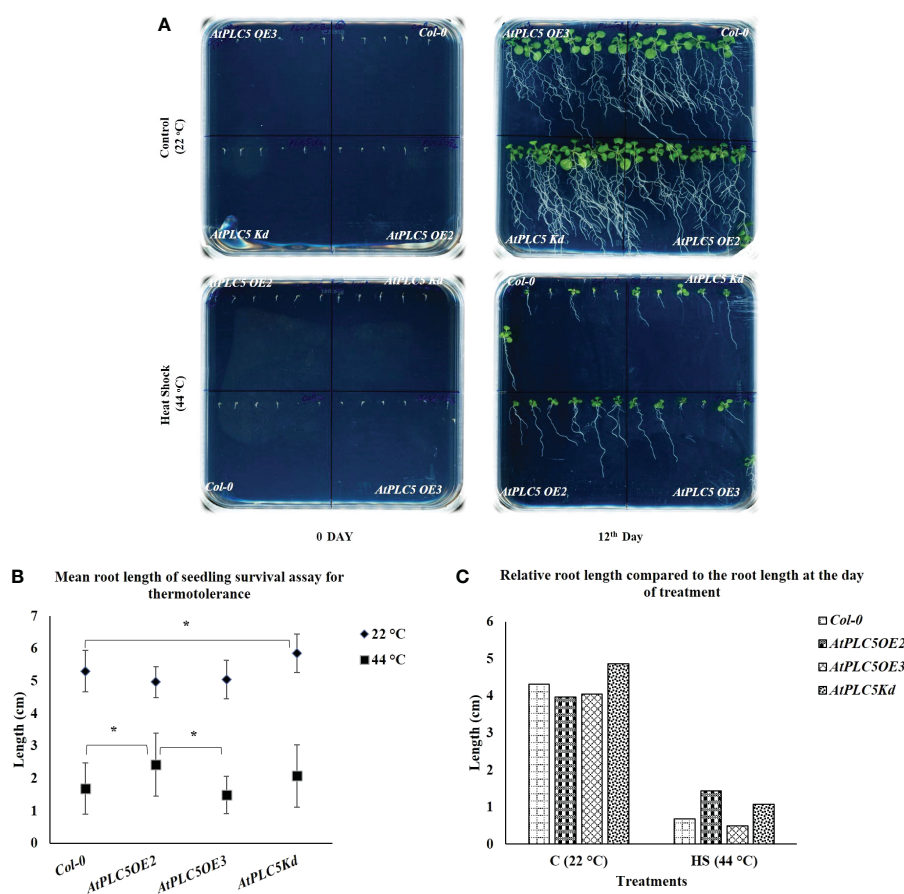 A
AtPLC5 OE3
Col-0
AtPLC5 OE3
Col-0
Control
(22 °C)
AtPLC5 Kd
AtPLC5 OE2
AtPLC5 Kd
AtPLC5 OE2
AtPLC5 OE2
AtPLC5 Kd
Col-0
AtPLC5 Kd
Heat Shock
(44 °C)
Col-0
AtPLC5 OE3
AtPLC5 OE2
AtPLC5 OE3
0 DAY
12th Day
B
Mean root length of seedling survival assay for
thermotolerance
7
6
5
4
3
2
1
0
Length (cm)
*
*
*
22 °C
44 °C
Col-0
AtPLC5OE2
AtPLC5OE3
AtPLC5Kd
C
Relative root length compared to the root length at the day
of treatment
6
5
4
3
2
1
0
Length (cm)
Col-0
AtPLC5OE2
AtPLC5OE3
AtPLC5Kd
C (22 °C)
HS (44 °C)
Treatments